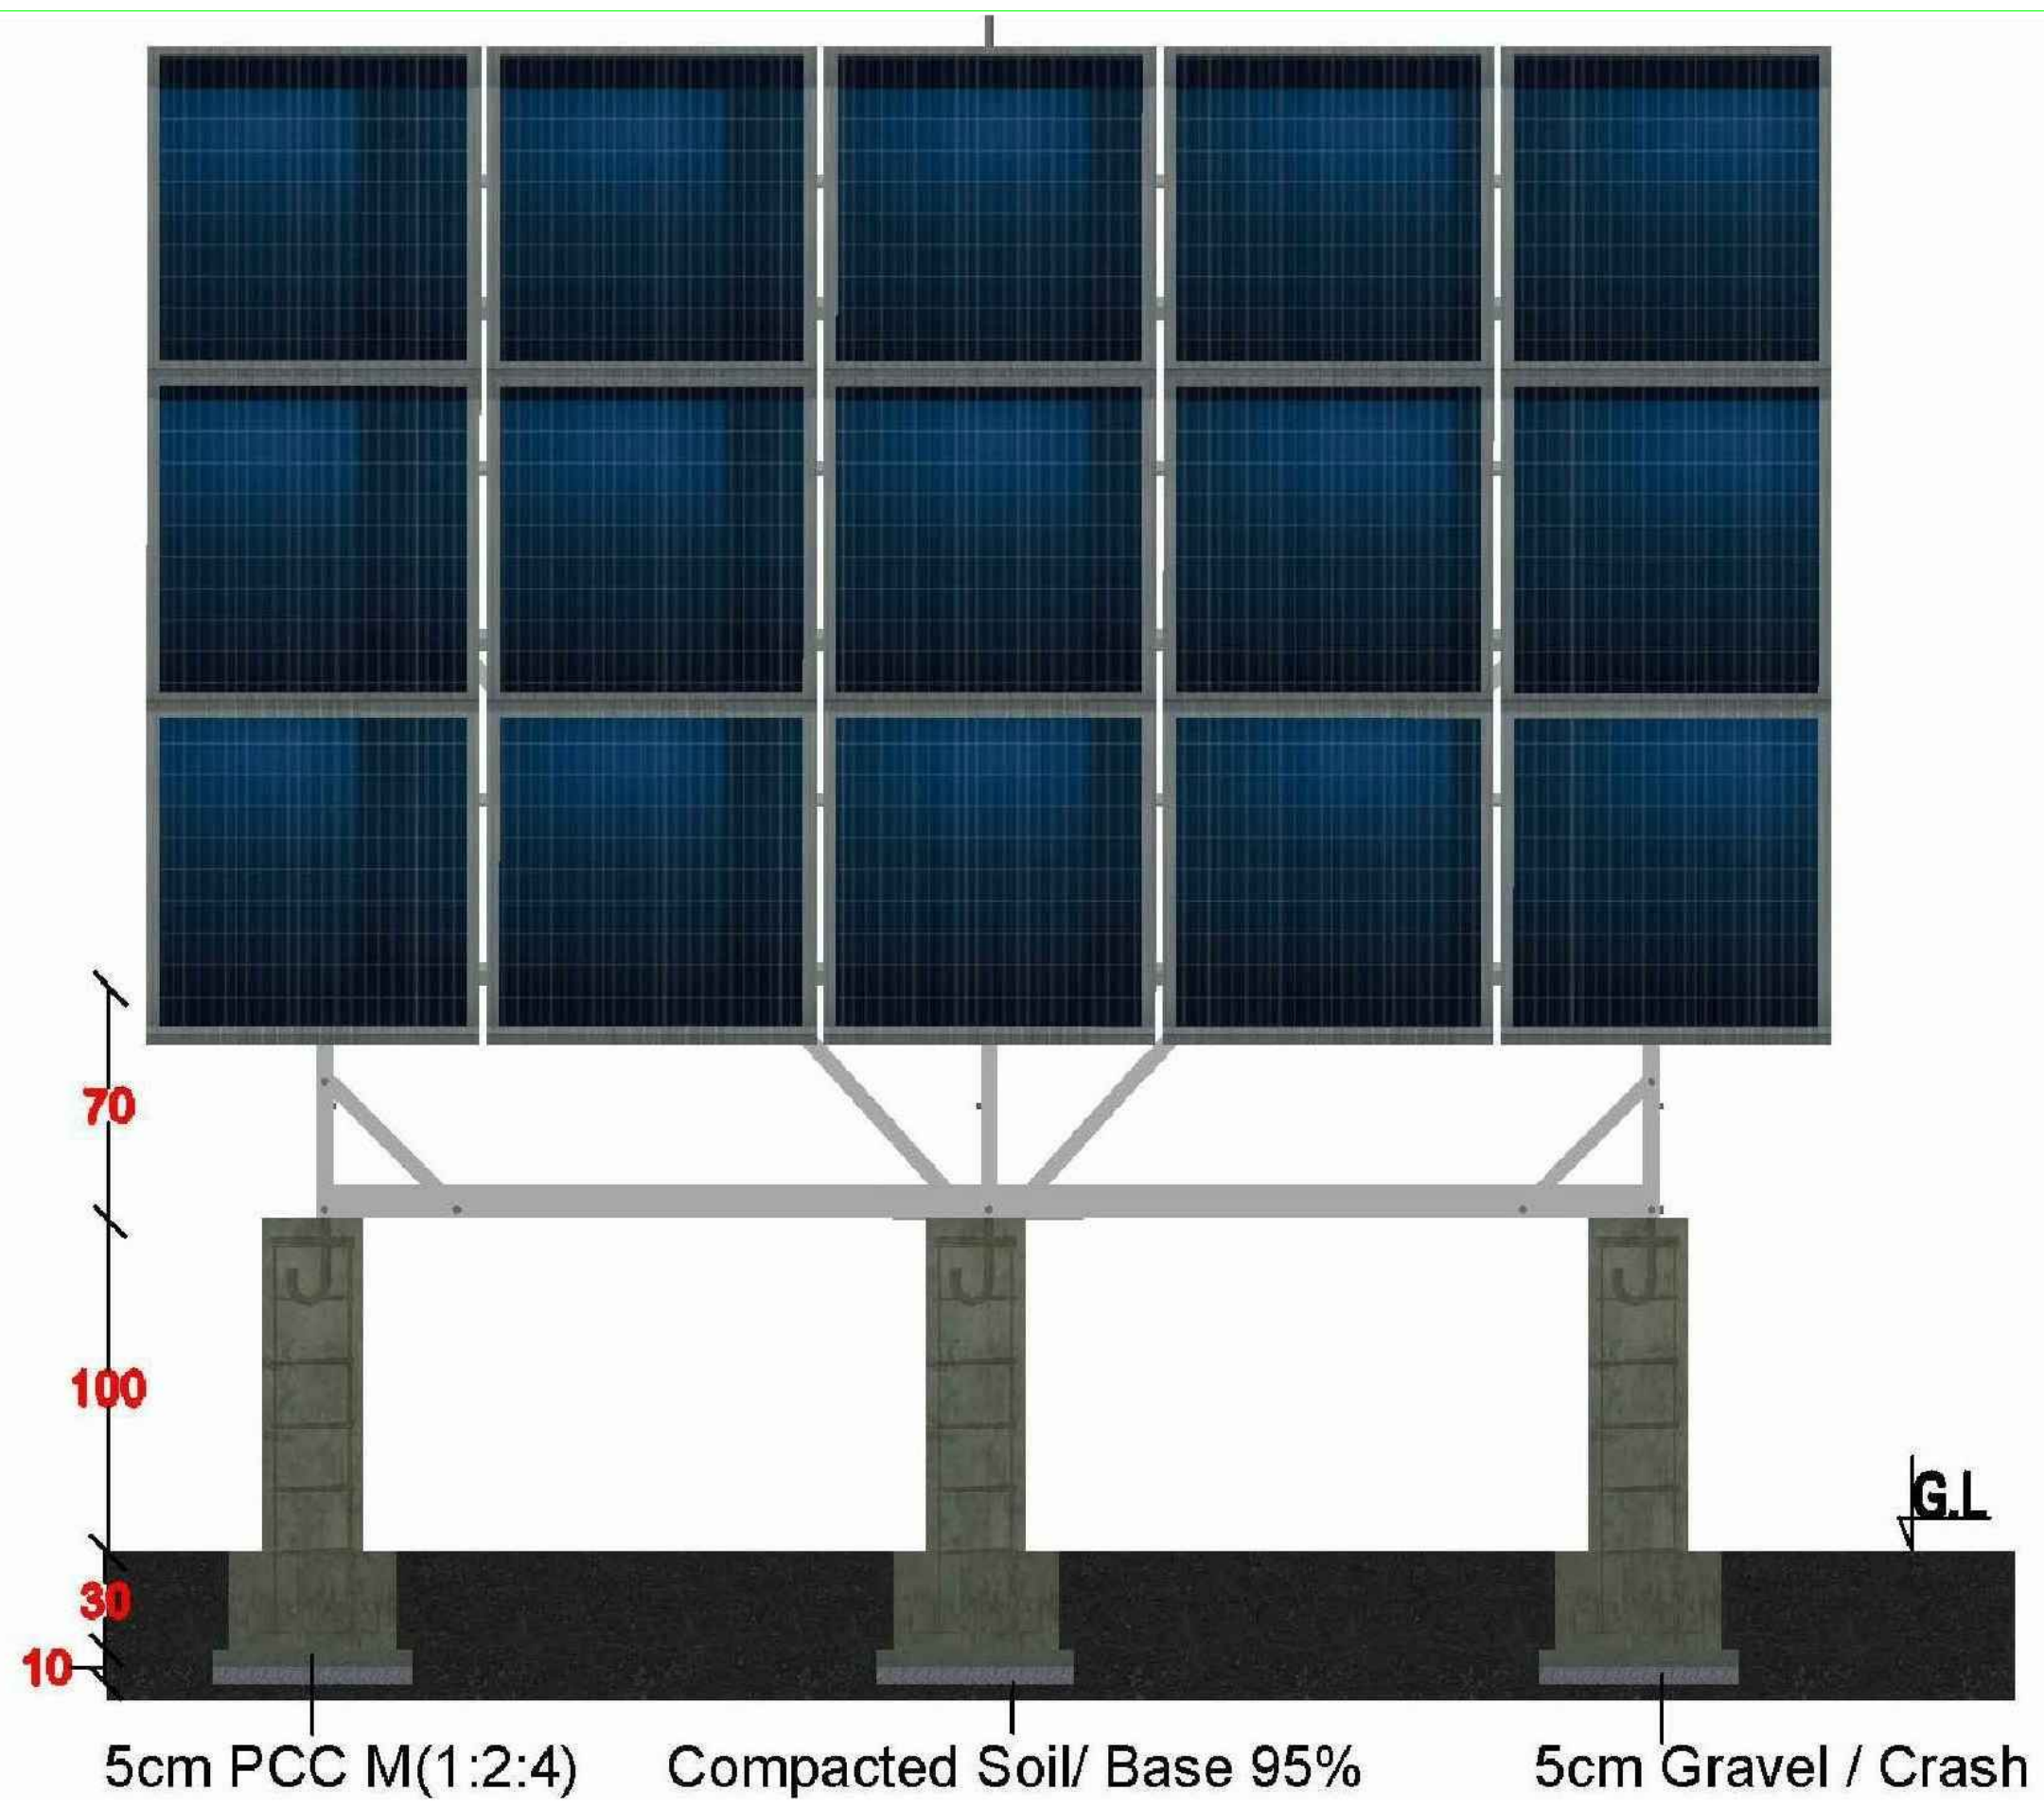 70
100
G.L
30
10
5cm PCC M(1:2:4)
Compacted Soil/ Base 95%
5cm Gravel / Crash